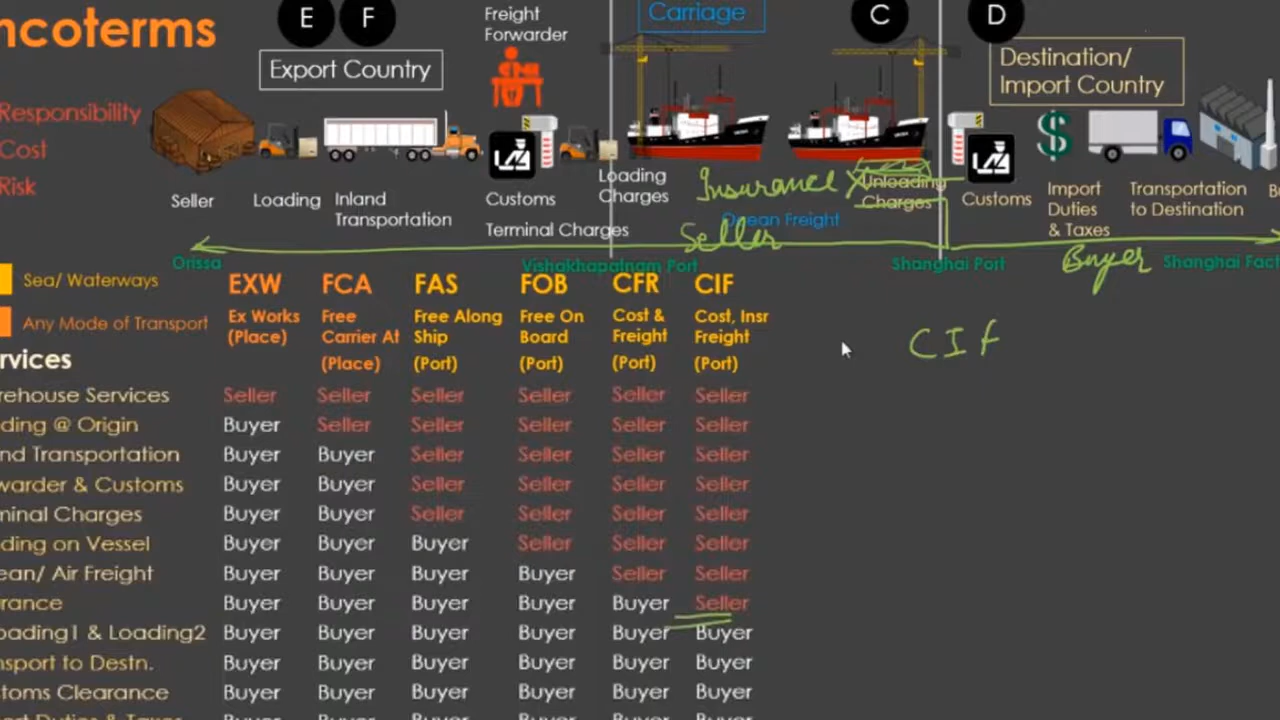 ncoterms
E F
Freight
Forwarder
Carriage
C
D
Export Country
Destination/
Import Country
Responsibility
Cost
Risk
Seller
Loading
Inland
Transportation
Customs
Terminal Charges
Loading
Charges
Insurance
Unloading
Charges
Ocean Freight
Customs
Import
Duties
& Taxes
Transportation
to Destination
Seller
Buyer
Orissa
Vishakhapatnam Port
Shanghai Port
Shanghai Fact
Sea/ Waterways
Any Mode of Transport
EXW FCA FAS FOB CFR CIF
Ex Works
(Place)
Free
Carrier At
(Place)
Free Along
Ship
(Port)
Free On
Board
(Port)
Cost &
Freight
(Port)
Cost, Insr
Freight
(Port)
CIF
rvices
rehouse Services Seller Seller Seller Seller Seller Seller
ding @ Origin Buyer Seller Seller Seller Seller Seller
nd Transportation Buyer Buyer Seller Seller Seller Seller
warder & Customs Buyer Buyer Seller Seller Seller Seller
minal Charges Buyer Buyer Seller Seller Seller Seller
ding on Vessel Buyer Buyer Buyer Seller Seller Seller
ean/ Air Freight Buyer Buyer Buyer Buyer Seller Seller
rance Buyer Buyer Buyer Buyer Buyer Seller
oading1 & Loading2 Buyer Buyer Buyer Buyer Buyer Buyer
nsport to Destn. Buyer Buyer Buyer Buyer Buyer Buyer
toms Clearance Buyer Buyer Buyer Buyer Buyer Buyer